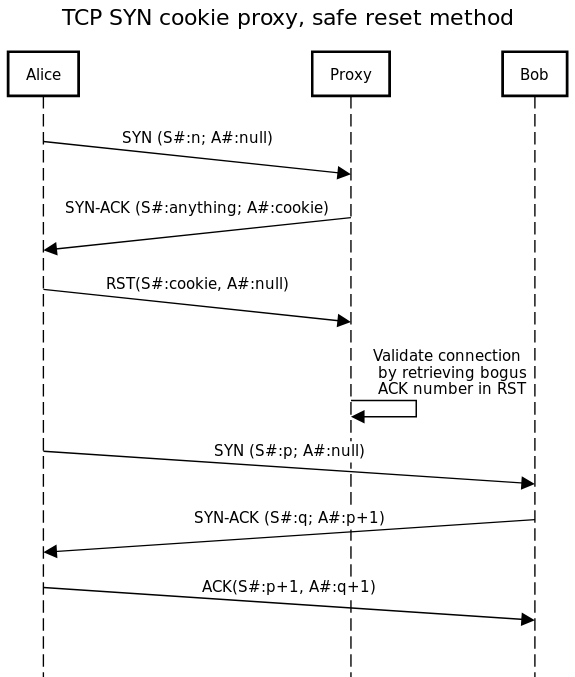 TCP SYN cookie proxy, safe reset method
Alice
Proxy
Bob
SYN (S#:n; A#:null)
SYN-ACK (S#:anything; A#:cookie)
RST(S#:cookie, A#:null)
Validate connection
by retrieving bogus
ACK number in RST
SYN (S#:p; A#:null)
SYN-ACK (S#:q; A#:p+1)
ACK(S#:p+1, A#:q+1)